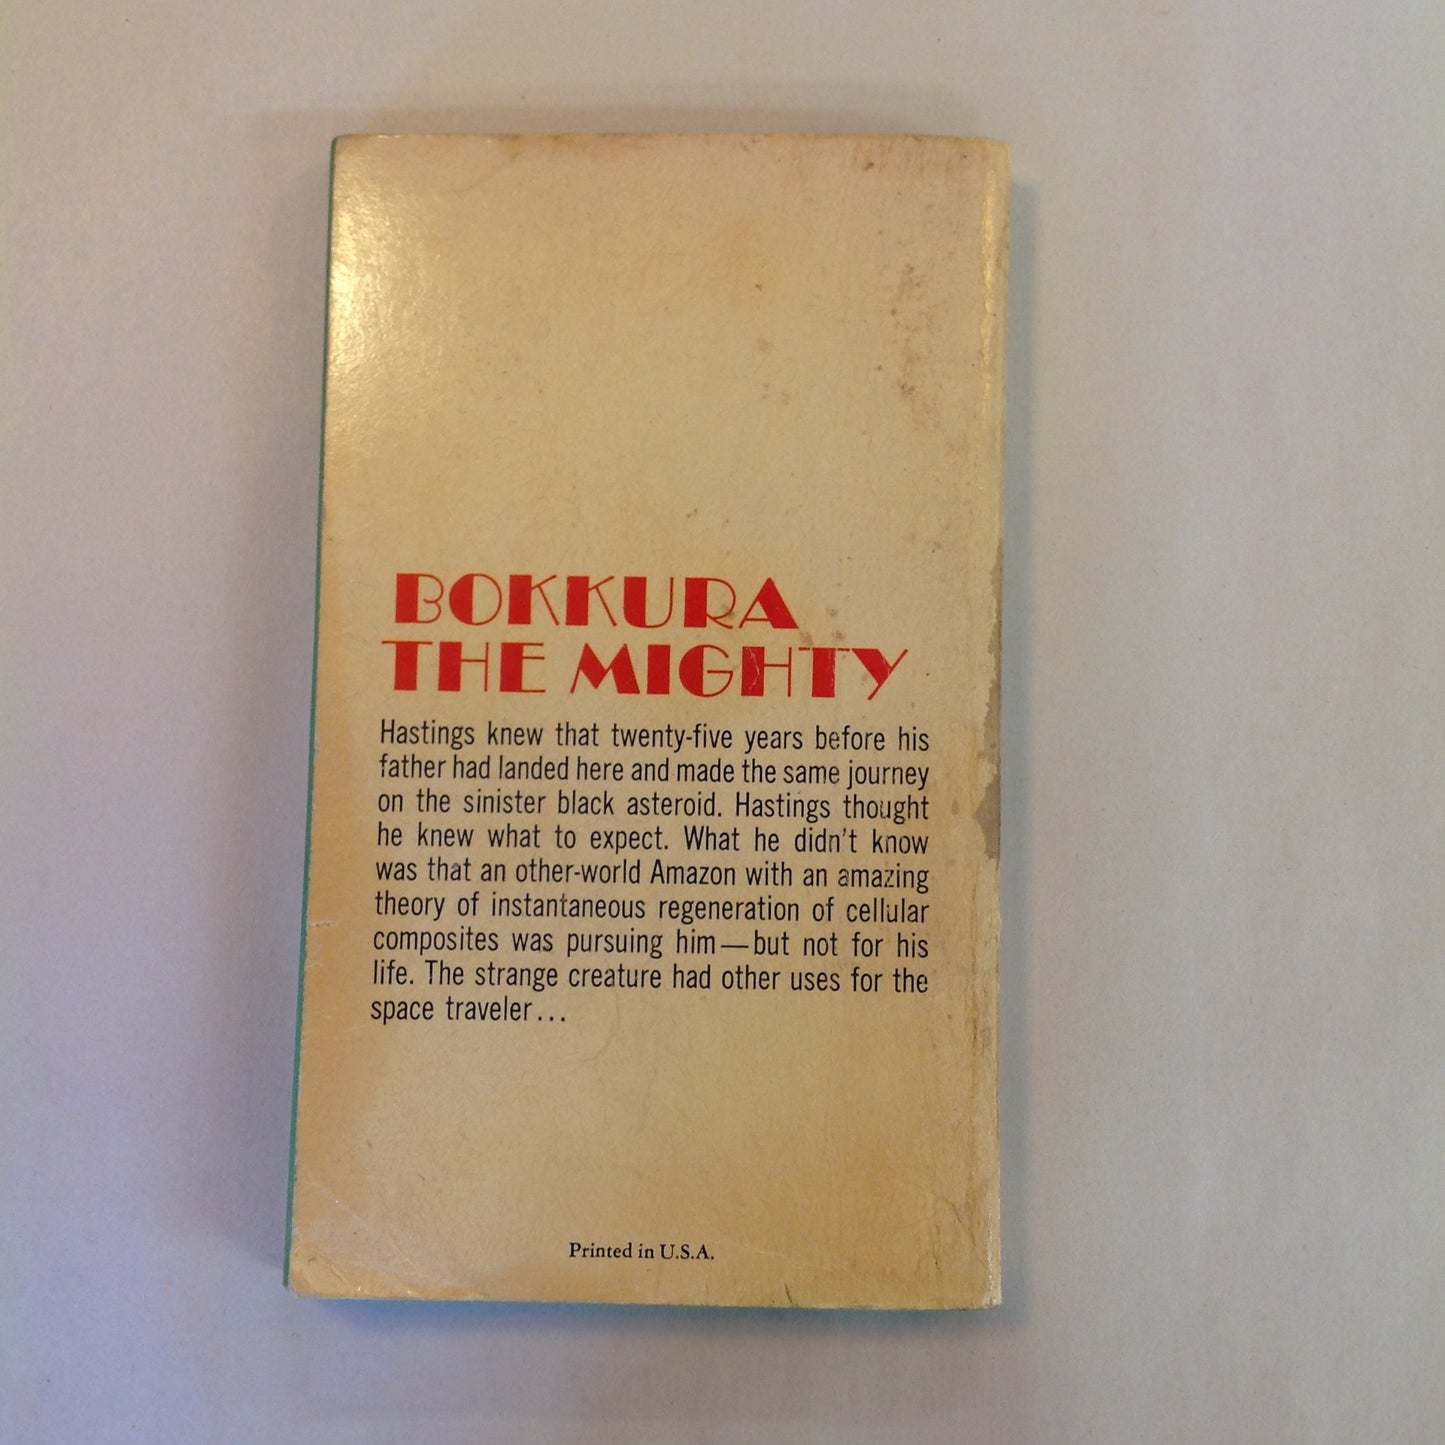 BOKKURA
THE MIGHTY
Hastings knew that twenty-five years before his
father had landed here and made the same journey
on the sinister black asteroid. Hastings thought
he knew what to expect. What he didn't know
was that an other-world Amazon with an amazing
theory of instantaneous regeneration of cellular
composites was pursuing him—but not for his
life. The strange creature had other uses for the
space traveler...
Printed in U.S.A.